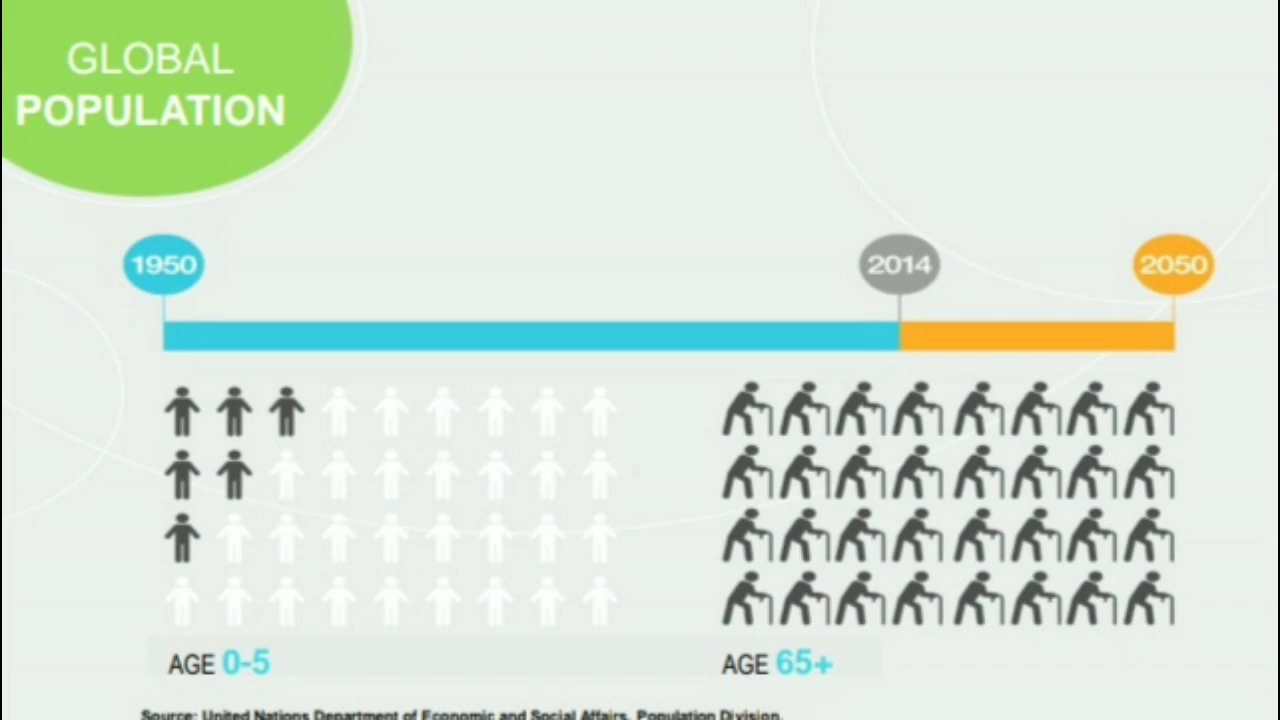 GLOBAL
POPULATION
1950
2014
2050
AGE 0-5
AGE 65+
Source: United Nations Department of Economic and Social Affairs, Population Division,